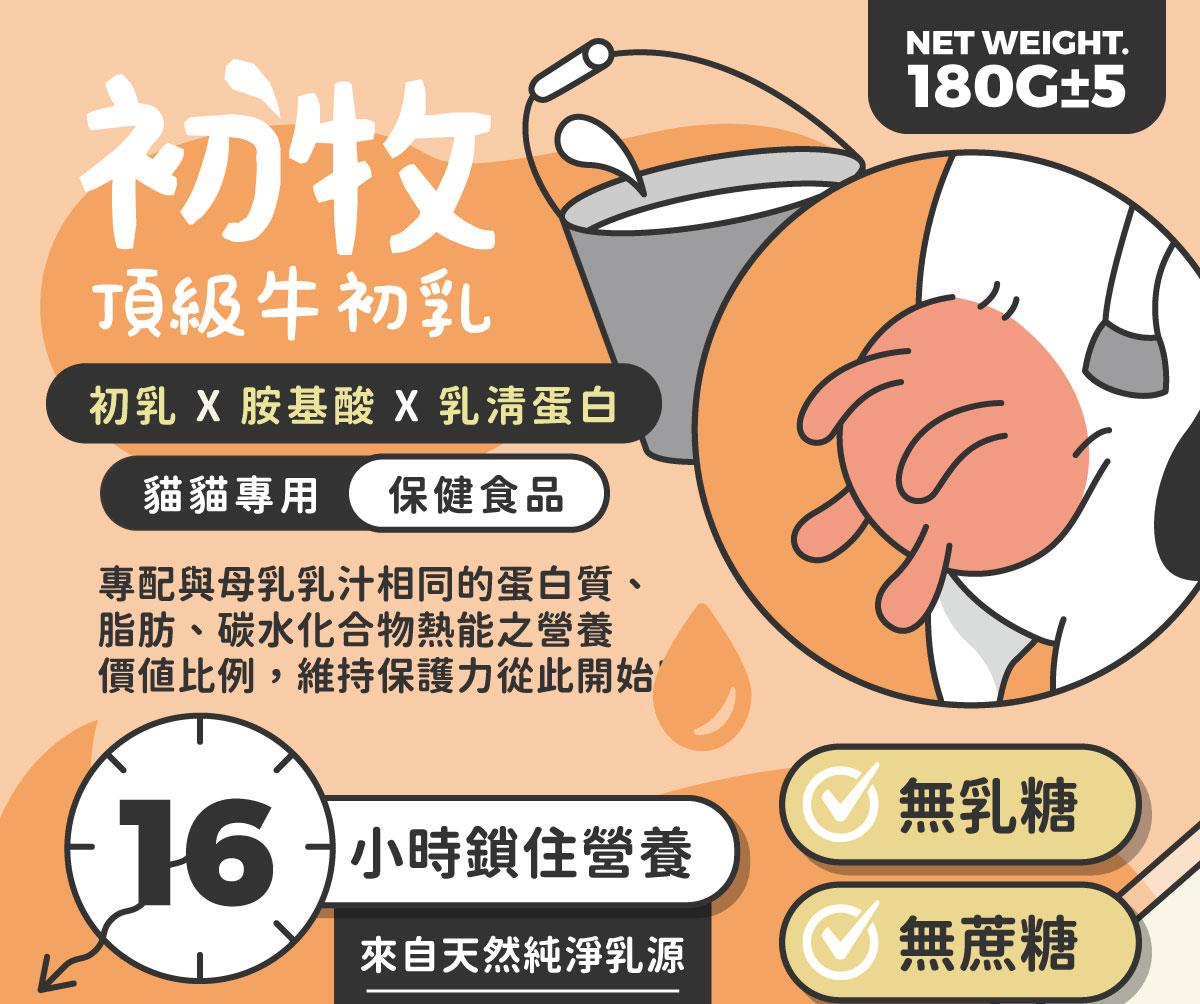 NET WEIGHT.
180G±5
初牧
頂級牛初乳
初乳 X 胺基酸 X 乳清蛋白
貓貓專用 保健食品
專配與母乳乳汁相同的蛋白質、
脂肪、碳水化合物熱能之營養
價值比例，維持保護力從此開始
16
小時鎖住營養
來自天然純淨乳源
無乳糖
無蔗糖